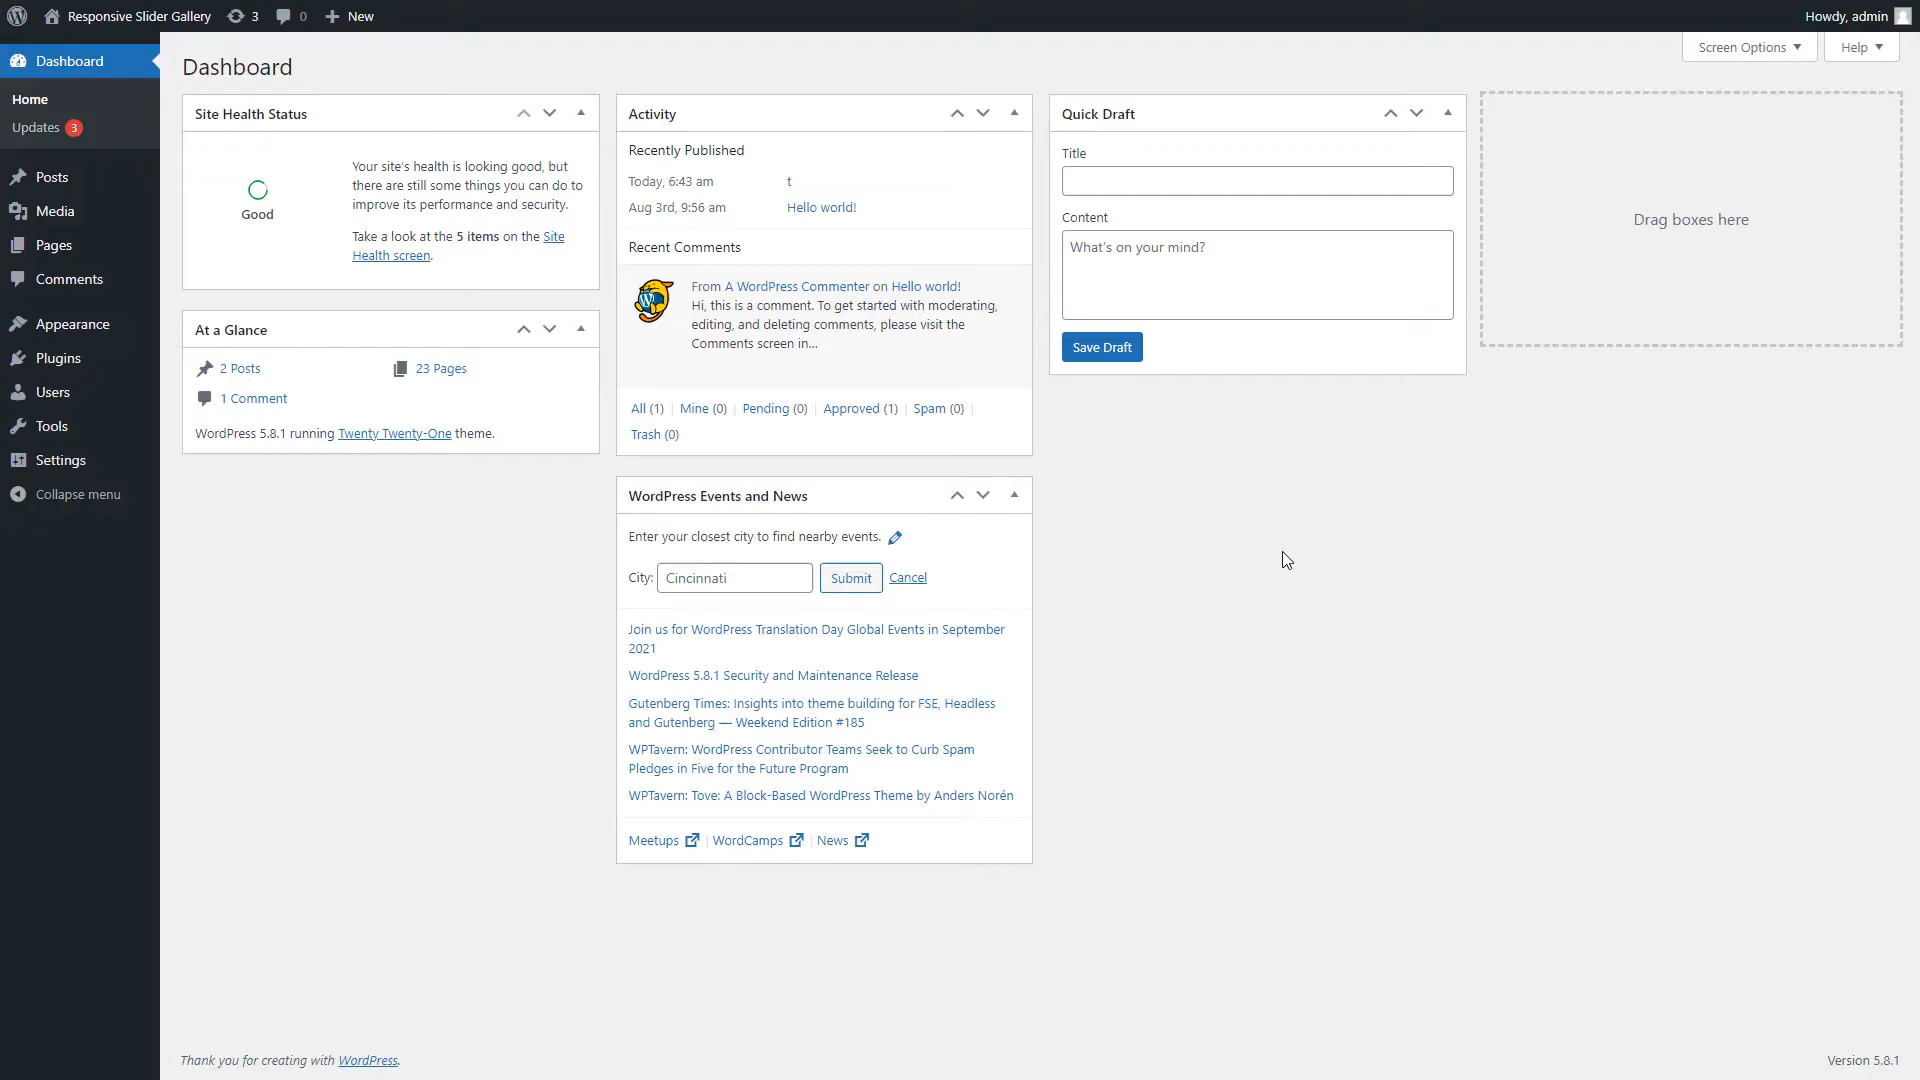 Responsive Slider Gallery 3 0 New Howdy, admin
Screen Options Help
Dashboard
Home
Updates 3
Posts
Media
Pages
Comments
Appearance
Plugins
Users
Tools
Settings
Collapse menu
Dashboard
Site Health Status
Good
Your site's health is looking good, but
there are still some things you can do to
improve its performance and security.
Take a look at the 5 items on the Site
Health screen.
At a Glance
2 Posts 23 Pages
1 Comment
WordPress 5.8.1 running Twenty Twenty-One theme.
Activity
Recently Published
Today, 6:43 am t
Aug 3rd, 9:56 am Hello world!
Recent Comments
From A WordPress Commenter on Hello world!
Hi, this is a comment. To get started with moderating,
editing, and deleting comments, please visit the
Comments screen in…
All (1) | Mine (0) | Pending (0) | Approved (1) | Spam (0) |
Trash (0)
WordPress Events and News
Enter your closest city to find nearby events.
City: Cincinnati Submit Cancel
Join us for WordPress Translation Day Global Events in September
2021
WordPress 5.8.1 Security and Maintenance Release
Gutenberg Times: Insights into theme building for FSE, Headless
and Gutenberg — Weekend Edition #185
WPTavern: WordPress Contributor Teams Seek to Curb Spam
Pledges in Five for the Future Program
WPTavern: Tove: A Block-Based WordPress Theme by Anders Norén
Meetups | WordCamps | News
Quick Draft
Title
Content
What's on your mind?
Save Draft
Drag boxes here
Thank you for creating with WordPress.
Version 5.8.1